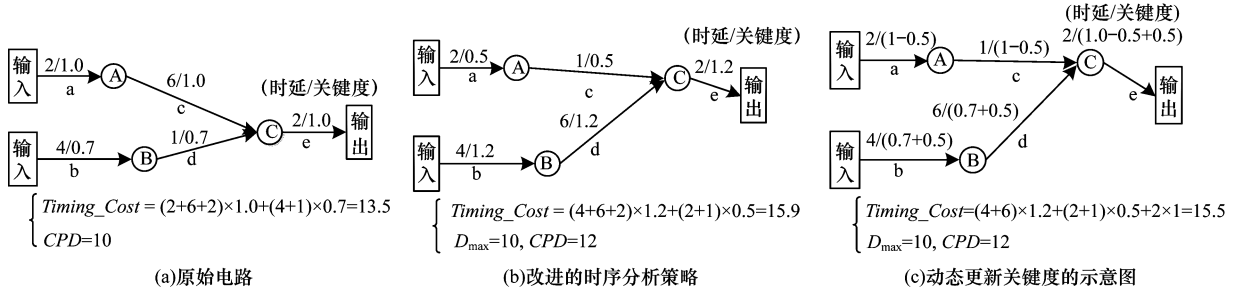 输入
2/1.0
a
A
6/1.0
c
(时延/关键度)
输入
4/0.7
b
B
1/0.7
d
C
2/1.0
e
输出
Timing_Cost = (2+6+2)×1.0+(4+1)×0.7=13.5
CPD=10
(a)原始电路
输入
2/0.5
a
A
1/0.5
c
(时延/关键度)
C
2/1.2
e
输出
6/1.2
d
输入
4/1.2
b
B
Timing_Cost = (4+6+2)×1.2+(2+1)×0.5=15.9
Dmax=10, CPD=12
(b)改进的时序分析策略
(时延/关键度)
2/(1.0−0.5+0.5)
输入
2/(1−0.5)
a
A
1/(1−0.5)
c
C
e
输出
6/(0.7+0.5)
d
输入
4/(0.7+0.5)
b
B
Timing_Cost=(4+6)×1.2+(2+1)×0.5+2×1=15.5
Dmax=10, CPD=12
(c)动态更新关键度的示意图